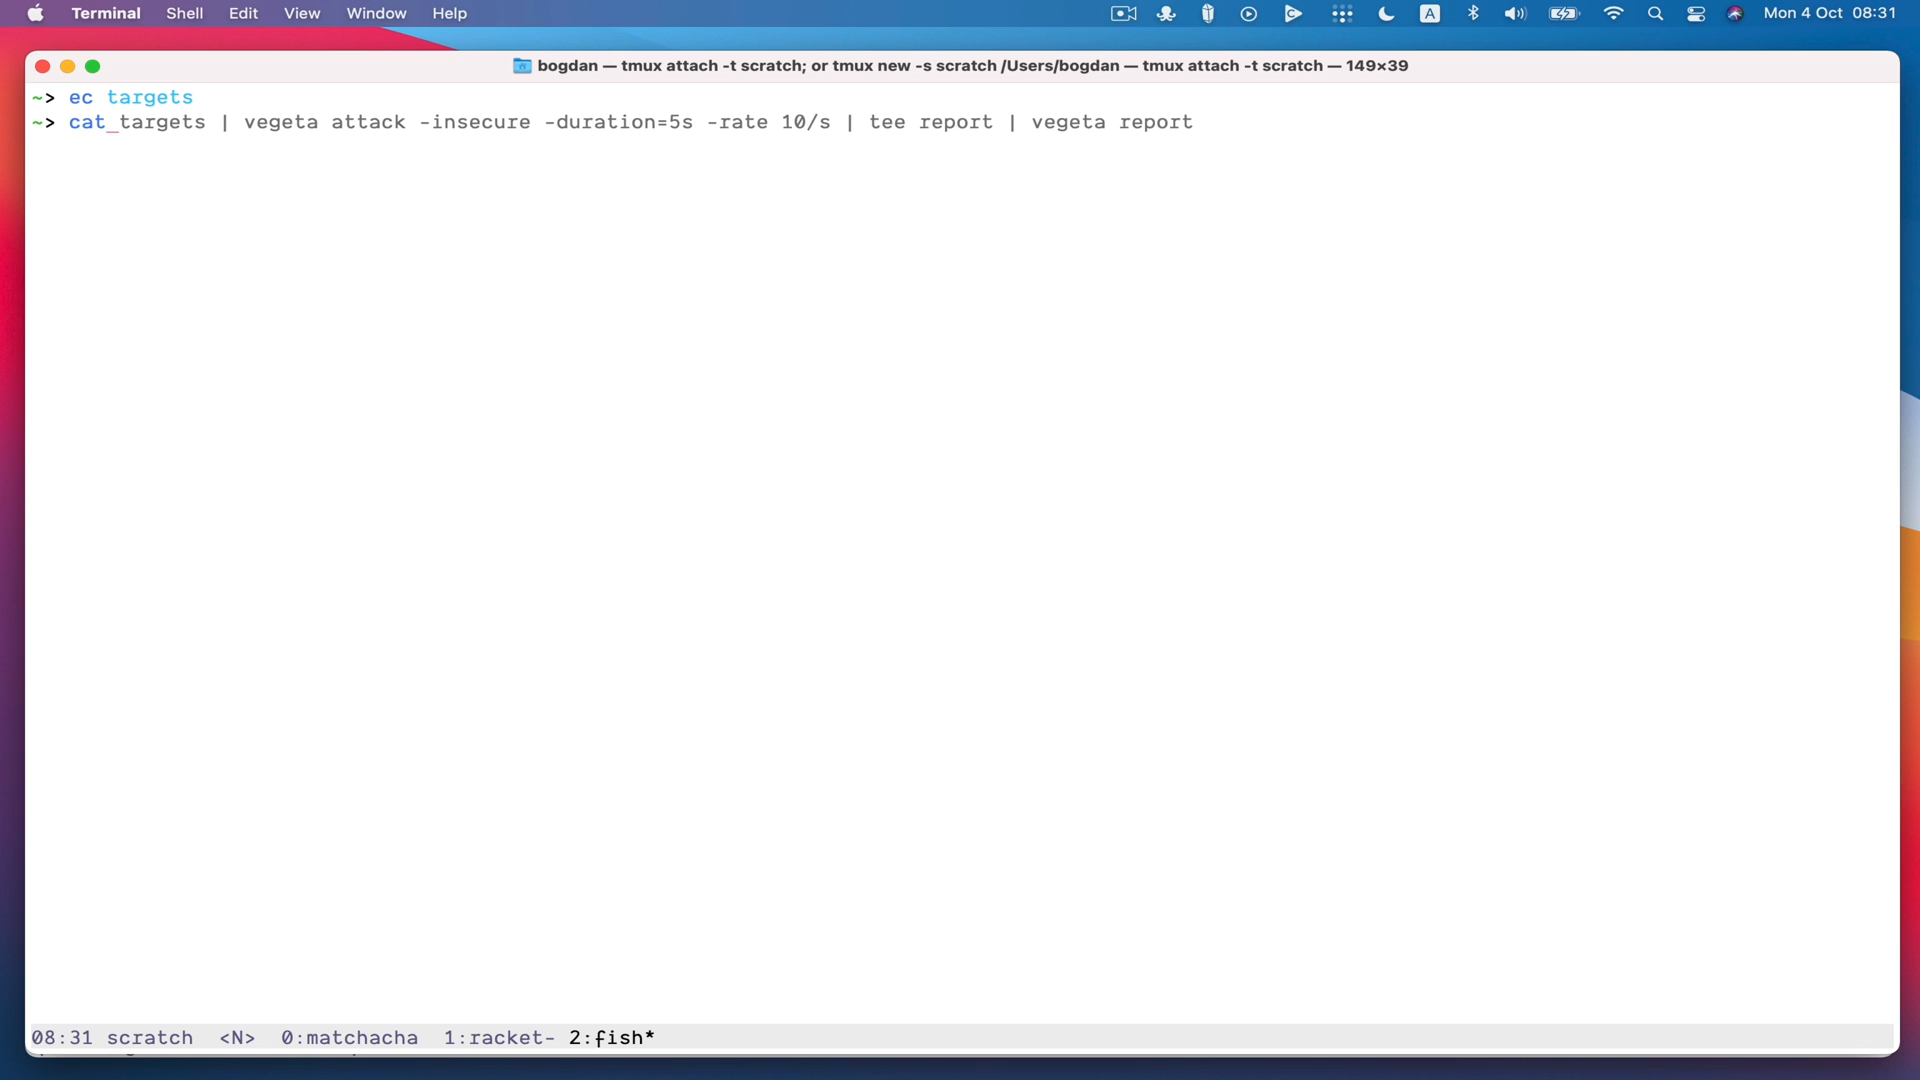 Terminal Shell Edit View Window Help A Mon 4 Oct 08:31
bogdan — tmux attach -t scratch; or tmux new -s scratch /Users/bogdan — tmux attach -t scratch — 149×39
~> ec targets
~> cat_targets | vegeta attack -insecure -duration=5s -rate 10/s | tee report | vegeta report
08:31 scratch <N> 0:matchacha 1:racket- 2:fish*